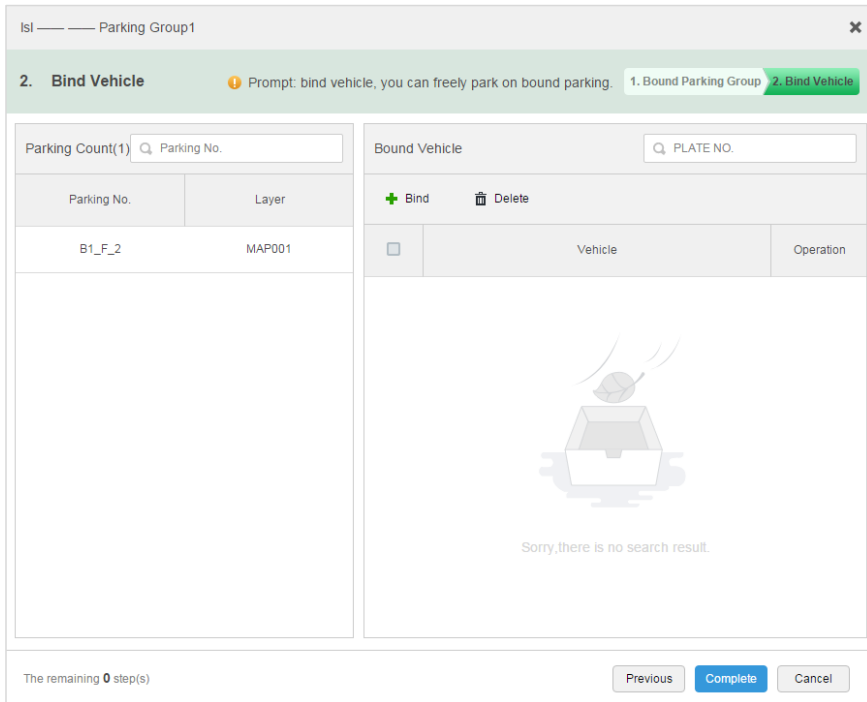 lsl —— —— Parking Group1
2. Bind Vehicle
Prompt: bind vehicle, you can freely park on bound parking.
1. Bound Parking Group
2. Bind Vehicle
Parking Count(1)
Parking No.
Parking No.
Layer
B1_F_2
MAP001
Bound Vehicle
PLATE NO.
Bind
Delete
Vehicle
Operation
Sorry,there is no search result.
The remaining 0 step(s)
Previous
Complete
Cancel